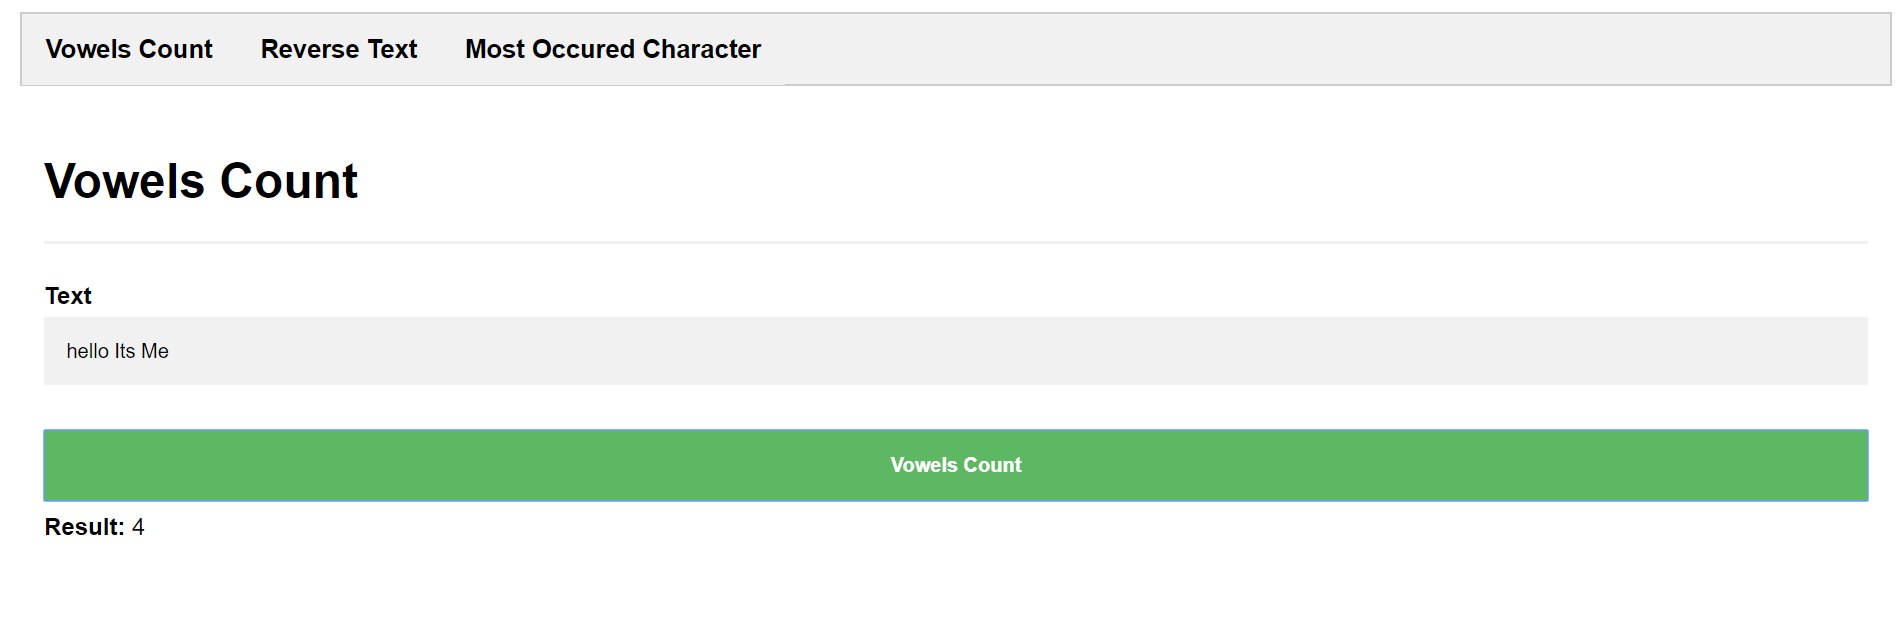 Vowels Count Reverse Text Most Occured Character
Vowels Count
Text
hello Its Me
Vowels Count
Result: 4